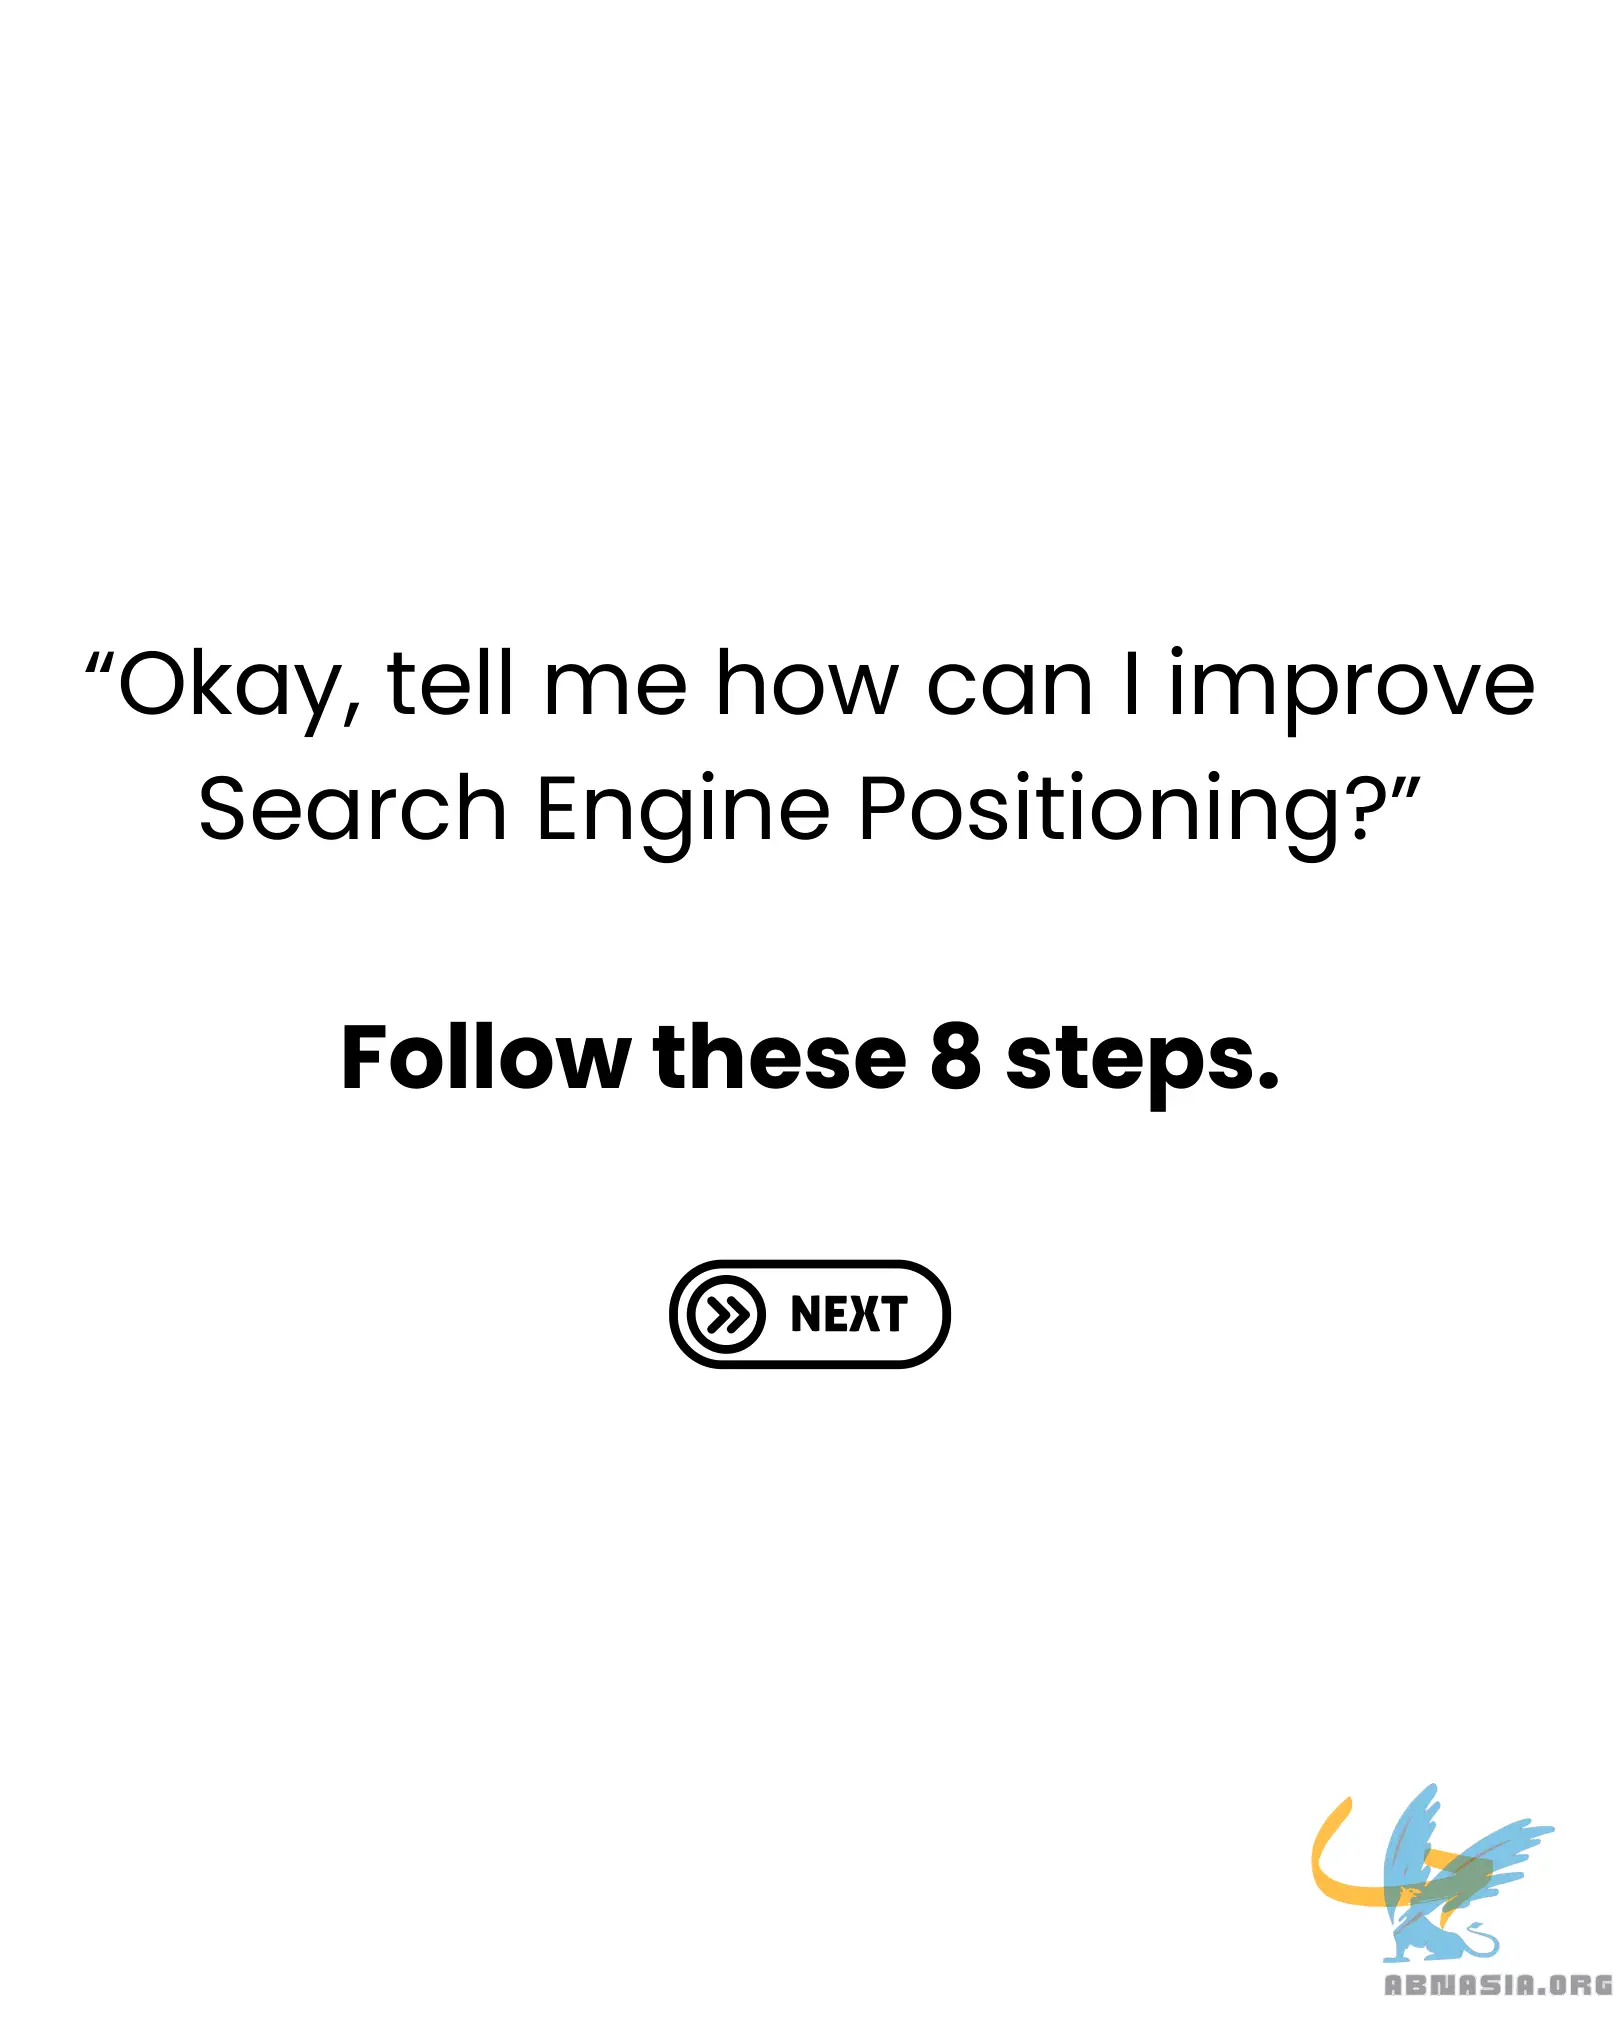 “Okay, tell me how can I improve
Search Engine Positioning?”
Follow these 8 steps.
NEXT
ABNASIA.ORG